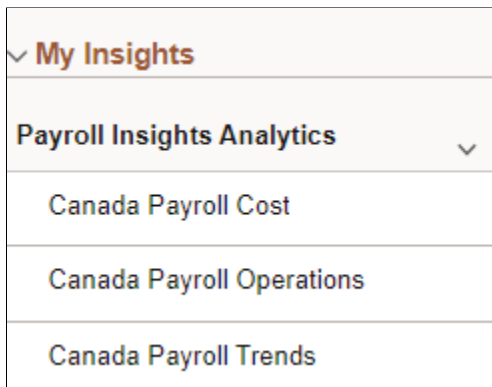 My Insights
Payroll Insights Analytics
Canada Payroll Cost
Canada Payroll Operations
Canada Payroll Trends